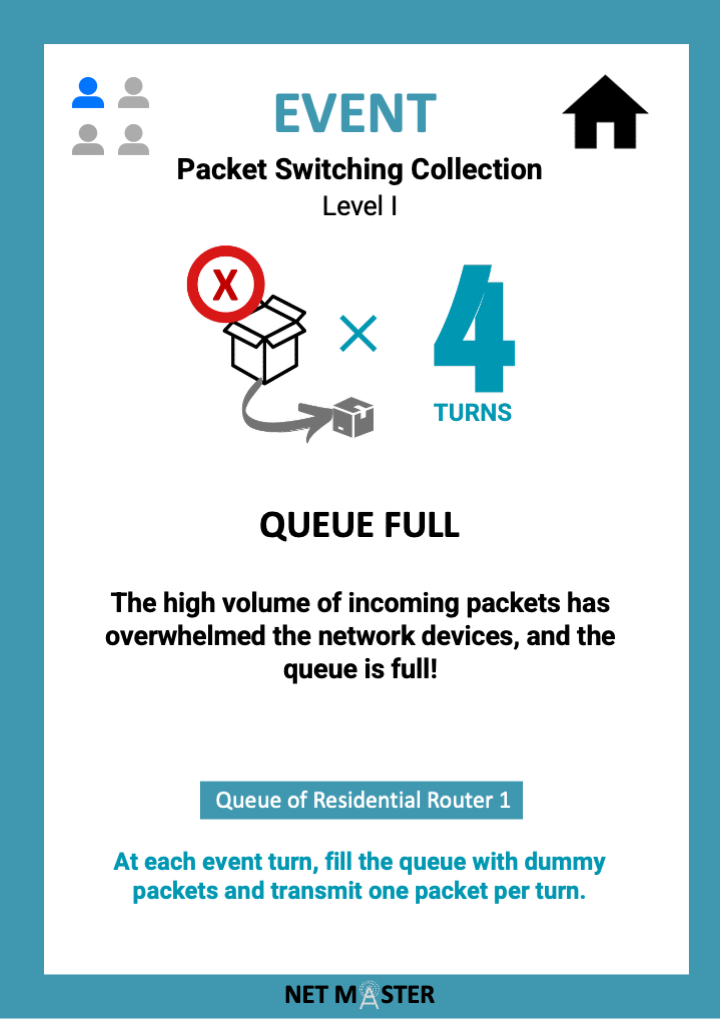 EVENT
Packet Switching Collection
Level I
X
4
TURNS
QUEUE FULL
The high volume of incoming packets has
overwhelmed the network devices, and the
queue is full!
Queue of Residential Router 1
At each event turn, fill the queue with dummy
packets and transmit one packet per turn.
NET MASTER